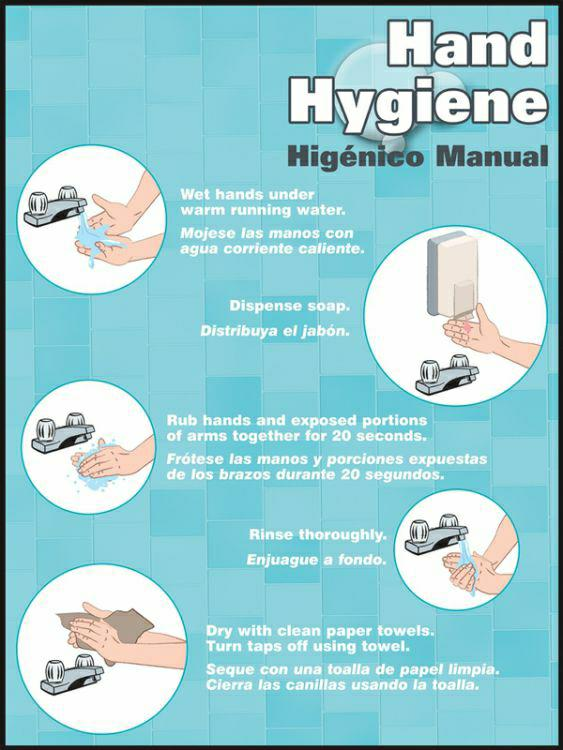 Hand
Hygiene
Higénico Manual
Wet hands under
warm running water.
Mojese las manos con
agua corriente caliente.
Dispense soap.
Distribuya el jabón.
Rub hands and exposed portions
of arms together for 20 seconds.
Frótese las manos y porciones expuestas
de los brazos durante 20 segundos.
Rinse thoroughly.
Enjuague a fondo.
Dry with clean paper towels.
Turn taps off using towel.
Seque con una toalla de papel limpia.
Cierra las canillas usando la toalla.